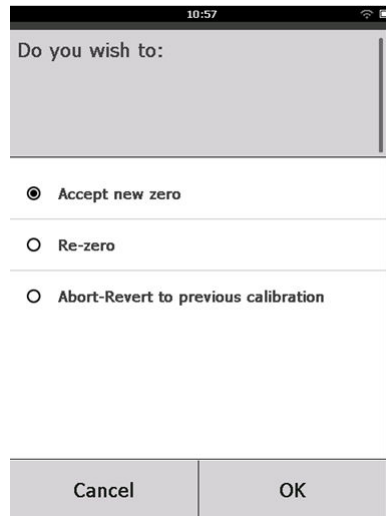 10:57
Do you wish to:
Accept new zero
Re-zero
Abort-Revert to previous calibration
Cancel
OK